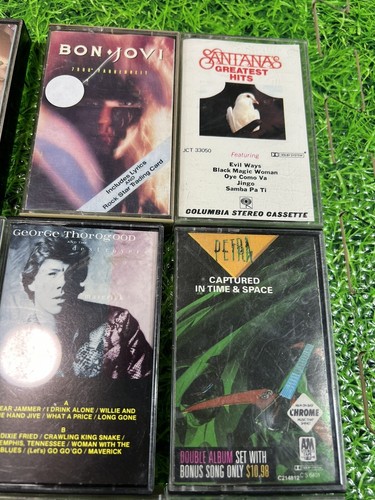 BON•JOVI
7800° FAHRENHEIT
Includes Lyrics
AND
Rock Star Trading Card
SANTANA'S
GREATEST
HITS
JCT 33050
Featuring
Evil Ways
Black Magic Woman
Oye Como Va
Jingo
Samba Pa Ti
COLUMBIA STEREO CASSETTE
GEORGE THOROGOOD
A
EAR JAMMER / I DRINK ALONE / WILLIE AND
HE HAND JIVE / WHAT A PRICE / LONG GONE
B
DIXIE FRIED / CRAWLING KING SNAKE /
MEMPHIS, TENNESSEE / WOMAN WITH THE
BLUES / (Let's) GO GO GO / MAVERICK
PETRA
CAPTURED
IN TIME & SPACE
CHROME
A&M
DOUBLE ALBUM SET WITH
BONUS SONG ONLY $10.98